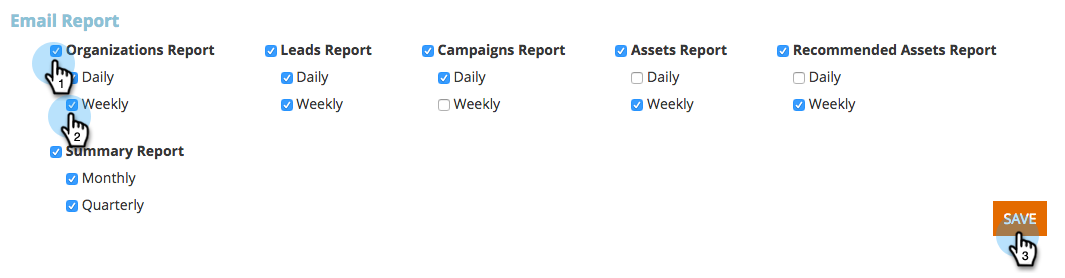 Email Report
Organizations Report Leads Report Campaigns Report Assets Report Recommended Assets Report
Daily Daily Daily Daily Daily
1
Weekly Weekly Weekly Weekly Weekly
2
Summary Report
Monthly
Quarterly
SAVE
3